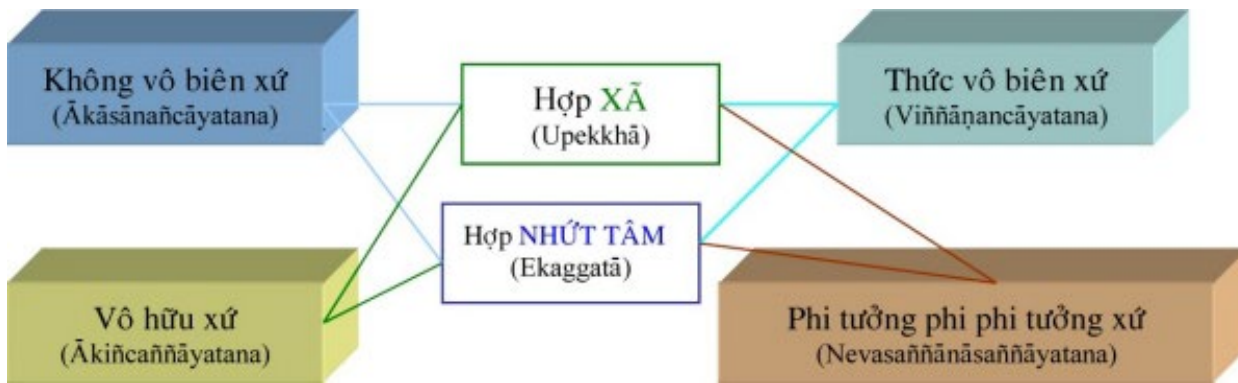 Không vô biên xứ
(Ākāsānañcāyatana)
Hợp XÃ
(Upekkhā)
Thức vô biên xứ
(Viññāṇancāyatana)
Hợp NHỨT TÂM
(Ekaggatā)
Vô hữu xứ
(Ākiñcaññāyatana)
Phi tưởng phi phi tưởng xứ
(Nevasaññānāsaññāyatana)